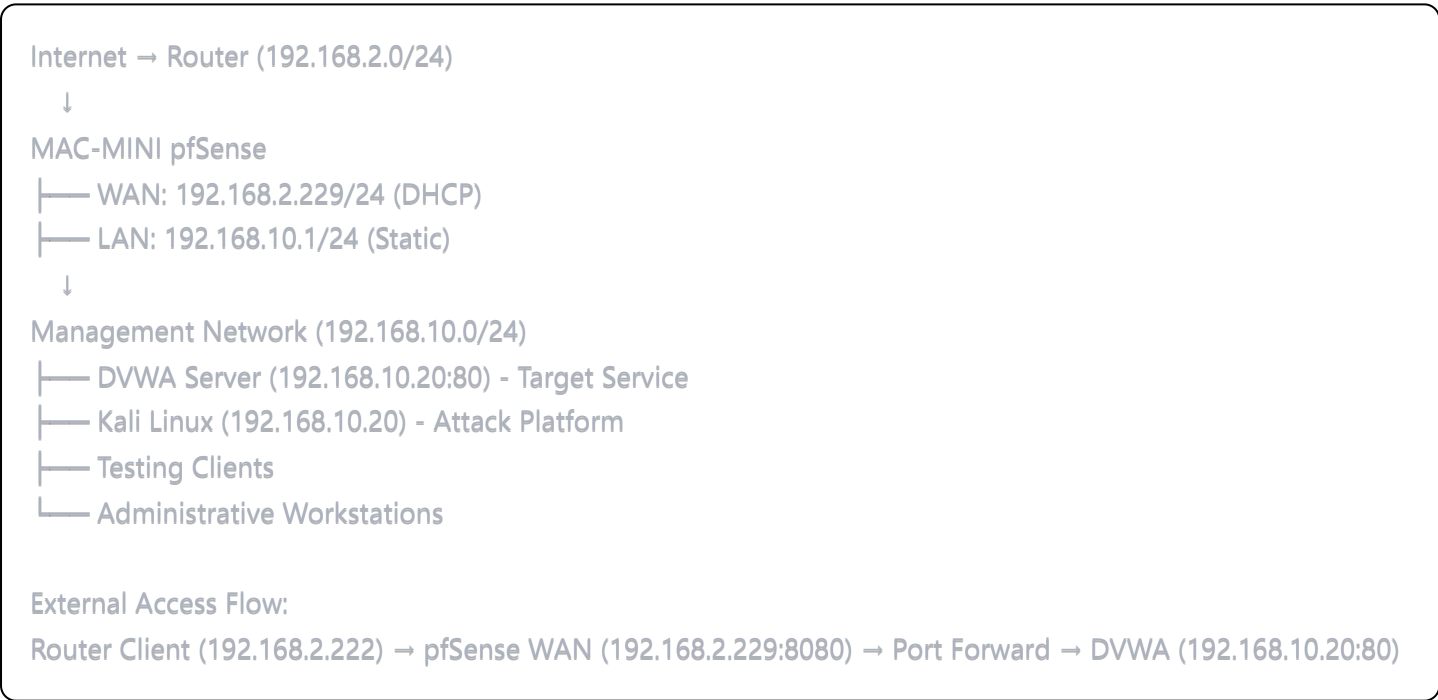 Internet → Router (192.168.2.0/24)
↓
MAC-MINI pfSense
├── WAN: 192.168.2.229/24 (DHCP)
├── LAN: 192.168.10.1/24 (Static)
↓
Management Network (192.168.10.0/24)
├── DVWA Server (192.168.10.20:80) - Target Service
├── Kali Linux (192.168.10.20) - Attack Platform
├── Testing Clients
└── Administrative Workstations
External Access Flow:
Router Client (192.168.2.222) → pfSense WAN (192.168.2.229:8080) → Port Forward → DVWA (192.168.10.20:80)